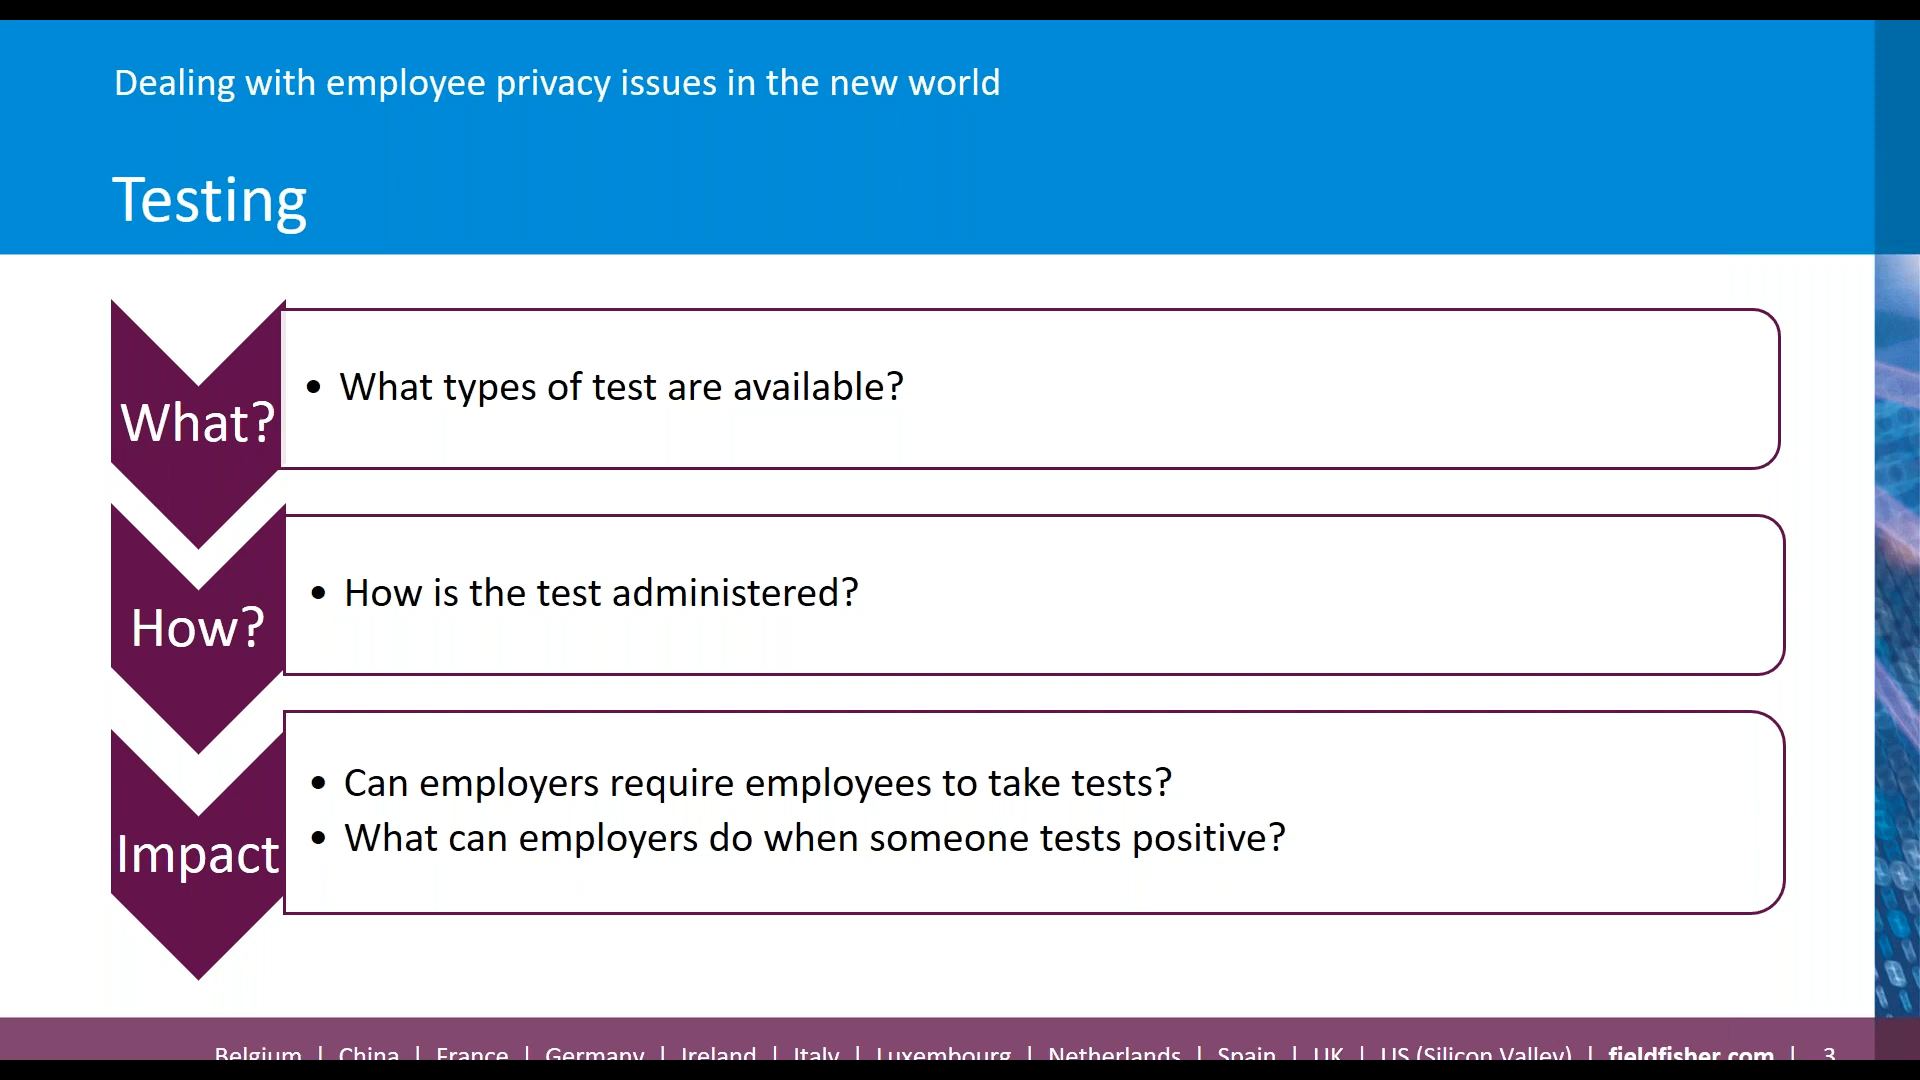 Dealing with employee privacy issues in the new world
Testing
What?
• What types of test are available?
How?
• How is the test administered?
Impact
• Can employers require employees to take tests?
• What can employers do when someone tests positive?
Belgium | China | France | Germany | Ireland | Italy | Luxembourg | Netherlands | Spain | UK | US (Silicon Valley) | fieldfisher.com | 3